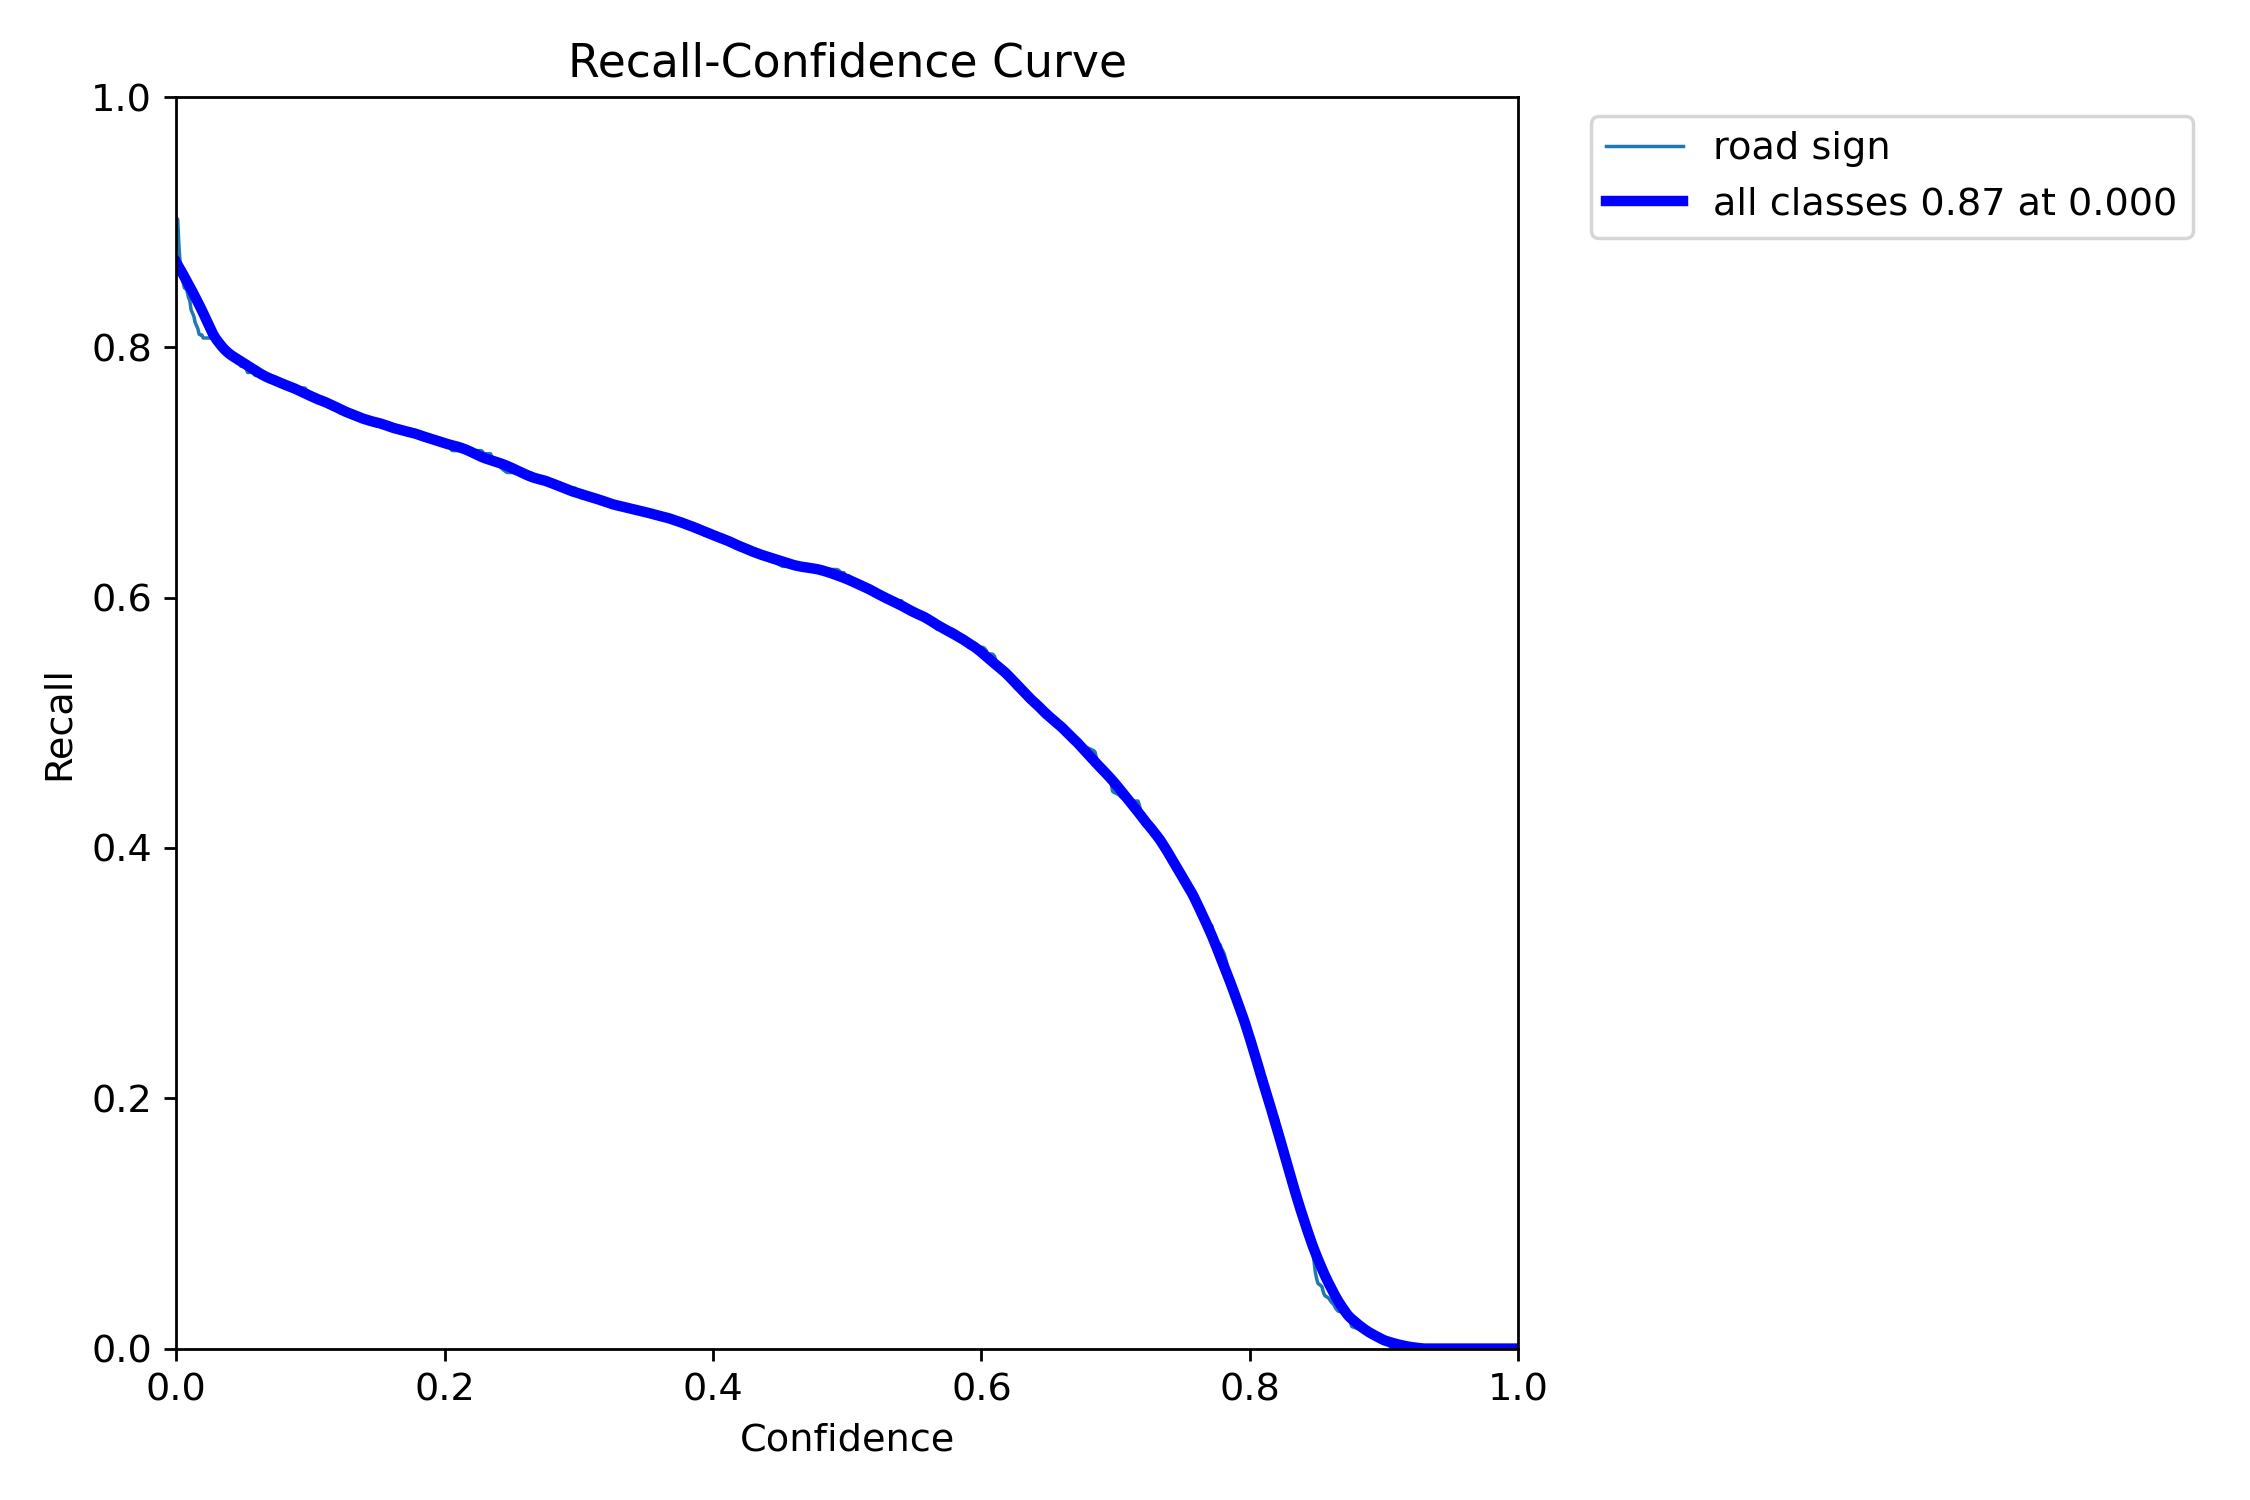 Recall-Confidence Curve
1.0
0.8
0.6
0.4
0.2
0.0
Recall
0.0 0.2 0.4 0.6 0.8 1.0
Confidence
road sign
all classes 0.87 at 0.000